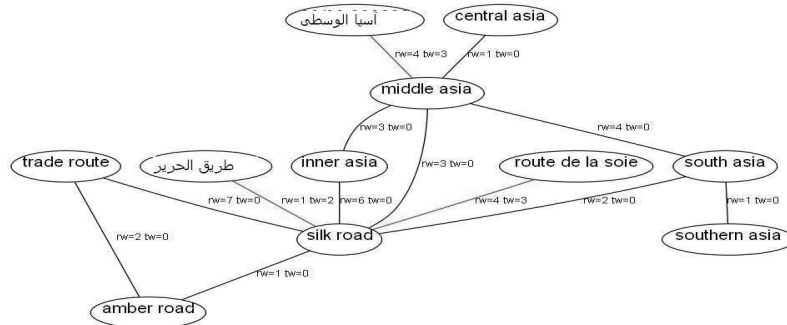 آسيا الوسطى
central asia
rw=4 tw=3
rw=1 tw=0
middle asia
rw=3 tw=0
rw=4 tw=0
trade route
طريق الحرير
inner asia
rw=3 tw=0
route de la soie
south asia
rw=7 tw=0
rw=1 tw=2
rw=6 tw=0
rw=4 tw=3
rw=2 tw=0
rw=1 tw=0
rw=2 tw=0
silk road
southern asia
rw=1 tw=0
amber road